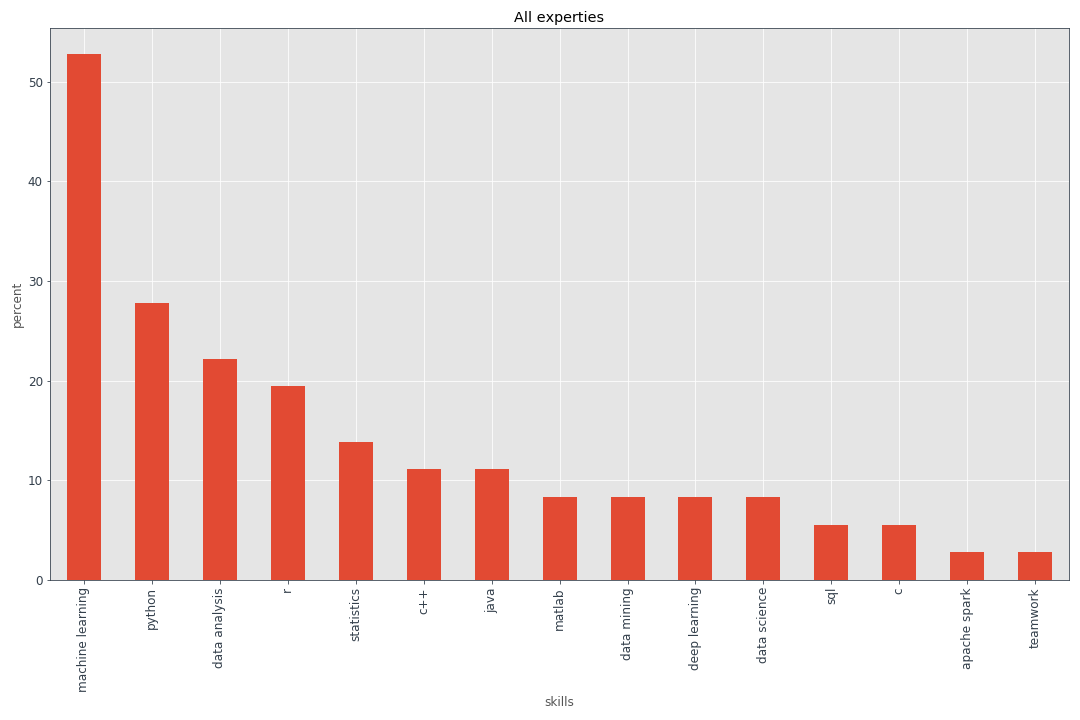 All experties
50
40
30
20
10
0
percent
machine learning
python
data analysis
r
statistics
c++
java
matlab
data mining
deep learning
data science
sql
c
apache spark
teamwork
skills